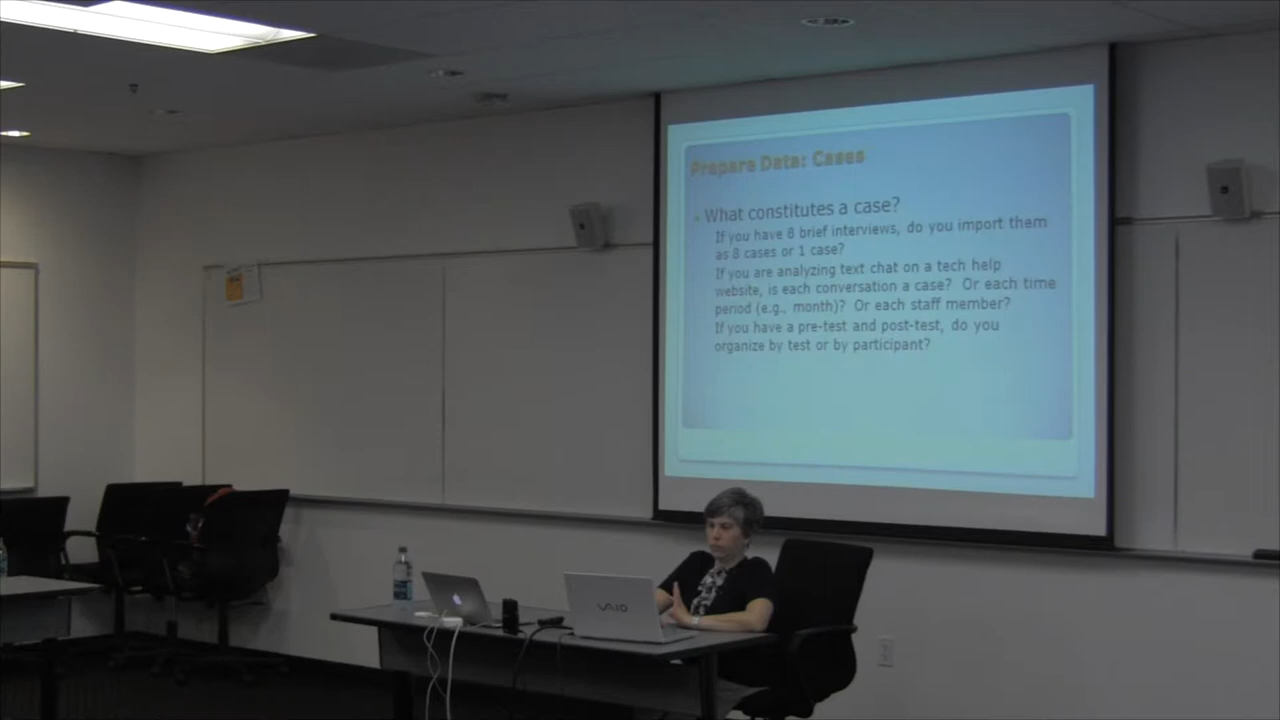 Prepare Data: Cases
What constitutes a case?
If you have 8 brief interviews, do you import them
as 8 cases or 1 case?
If you are analyzing text chat on a tech help
website, is each conversation a case? Or each time
period (e.g., month)? Or each staff member?
If you have a pre-test and post-test, do you
organize by test or by participant?
VAIO